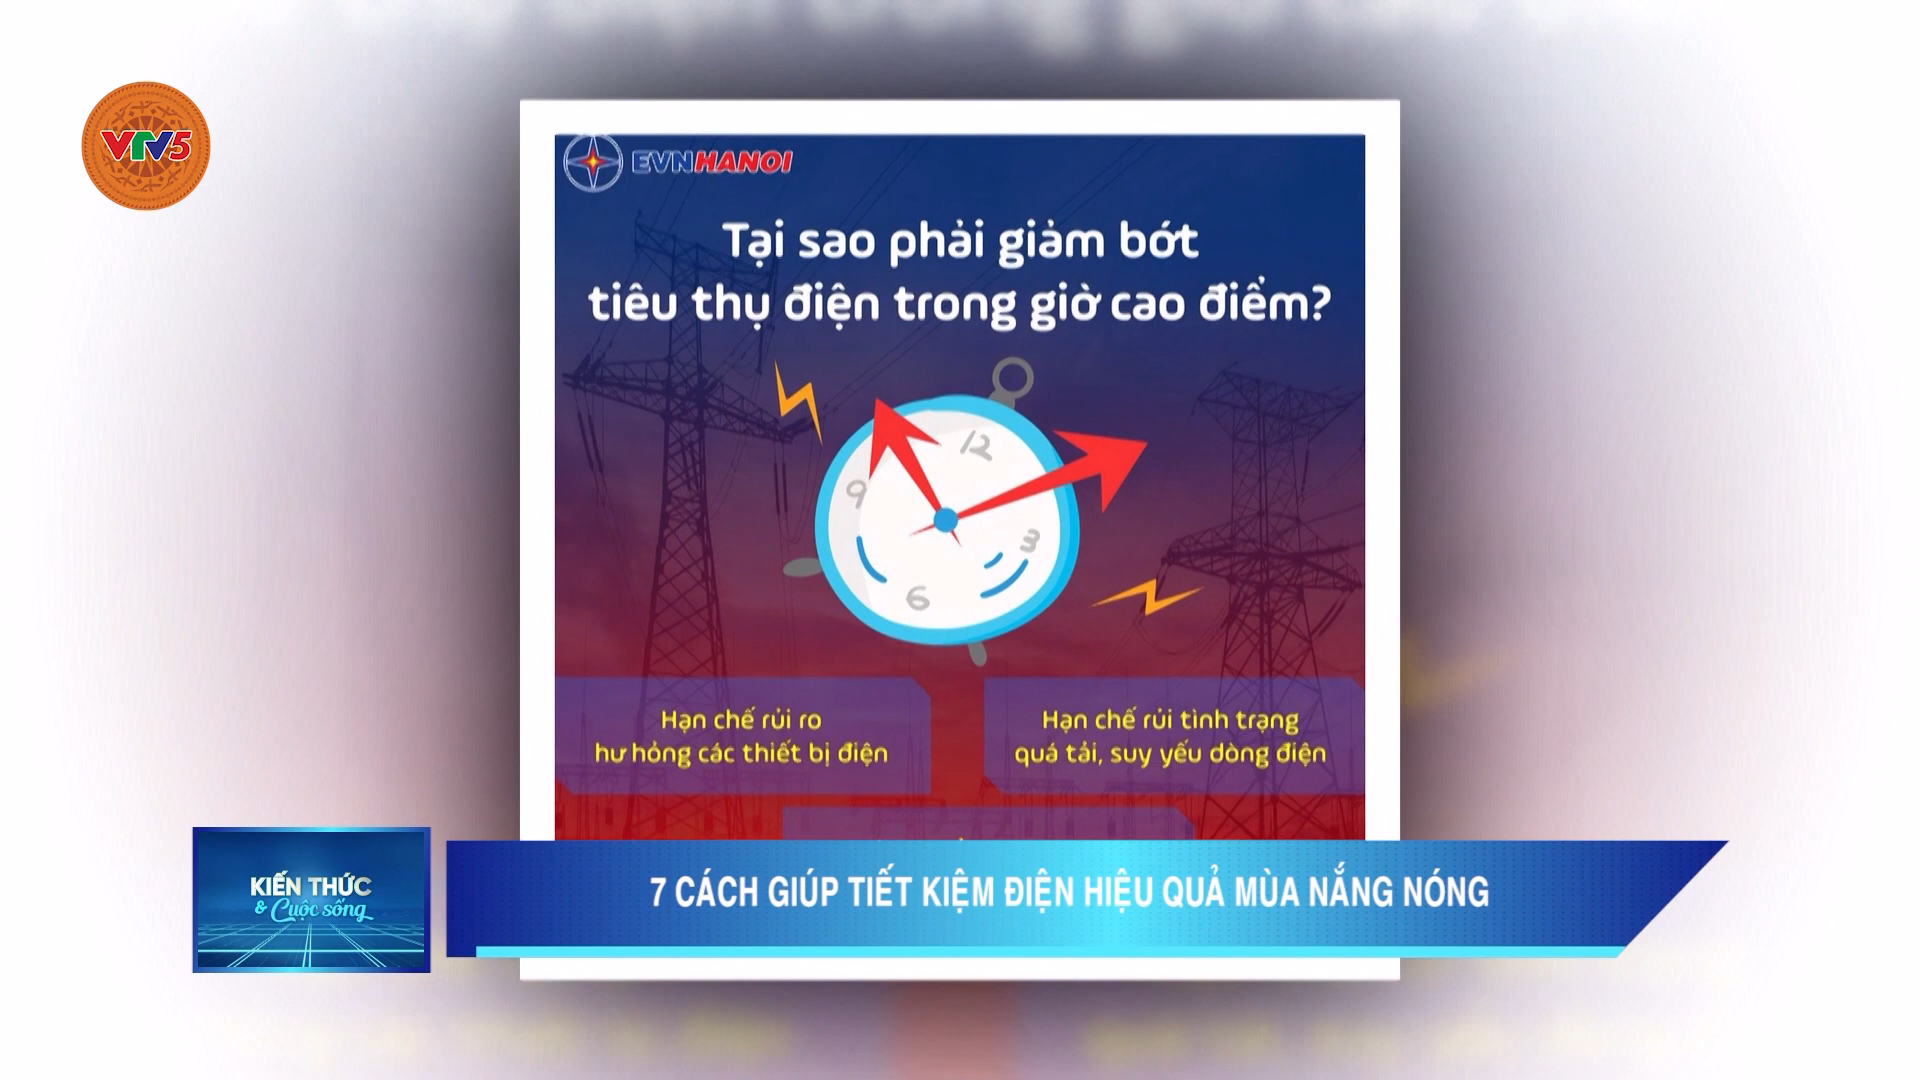 VTV5
EVNHANOI
Tại sao phải giảm bớt
tiêu thụ điện trong giờ cao điểm?
12
9
3
6
Hạn chế rủi ro
hư hỏng các thiết bị điện
Hạn chế rủi tình trạng
quá tải, suy yếu dòng điện
KIẾN THỨC
& Cuộc sống
7 CÁCH GIÚP TIẾT KIỆM ĐIỆN HIỆU QUẢ MÙA NẮNG NÓNG